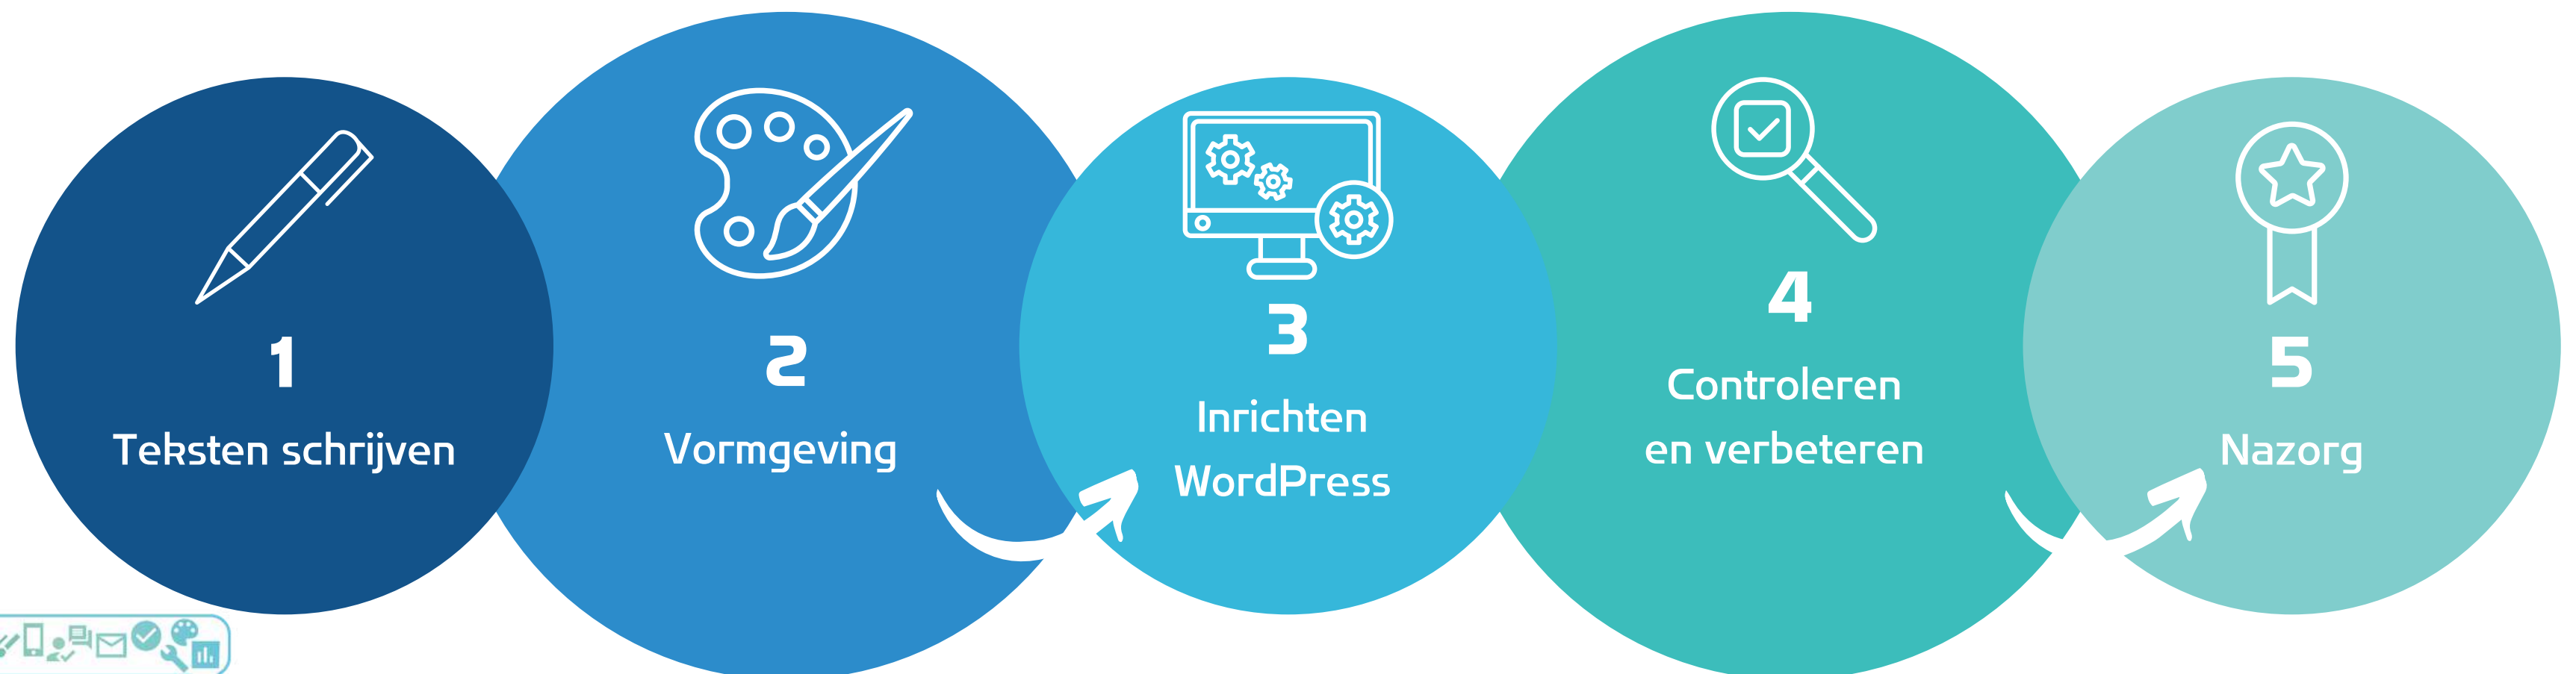 1
Teksten schrijven
2
Vormgeving
3
Inrichten
WordPress
4
Controleren
en verbeteren
5
Nazorg